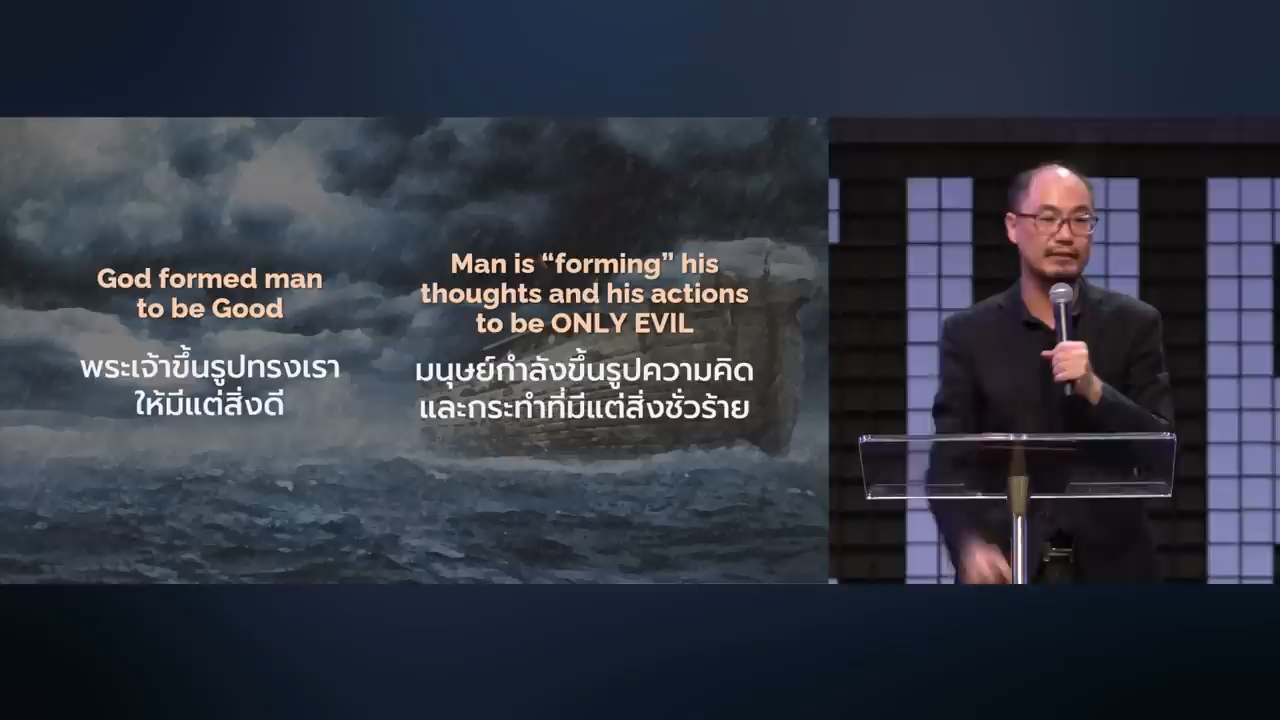 God formed man
to be Good
พระเจ้าขึ้นรูปทรงเรา
ให้มีแต่สิ่งดี
Man is “forming” his
thoughts and his actions
to be ONLY EVIL
มนุษย์กำลังขึ้นรูปความคิด
และกระทำที่มีแต่สิ่งชั่วร้าย